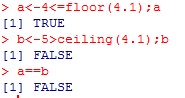 > a<-4<=floor(4.1);a
[1] TRUE
> b<-5>ceiling(4.1);b
[1] FALSE
> a==b
[1] FALSE